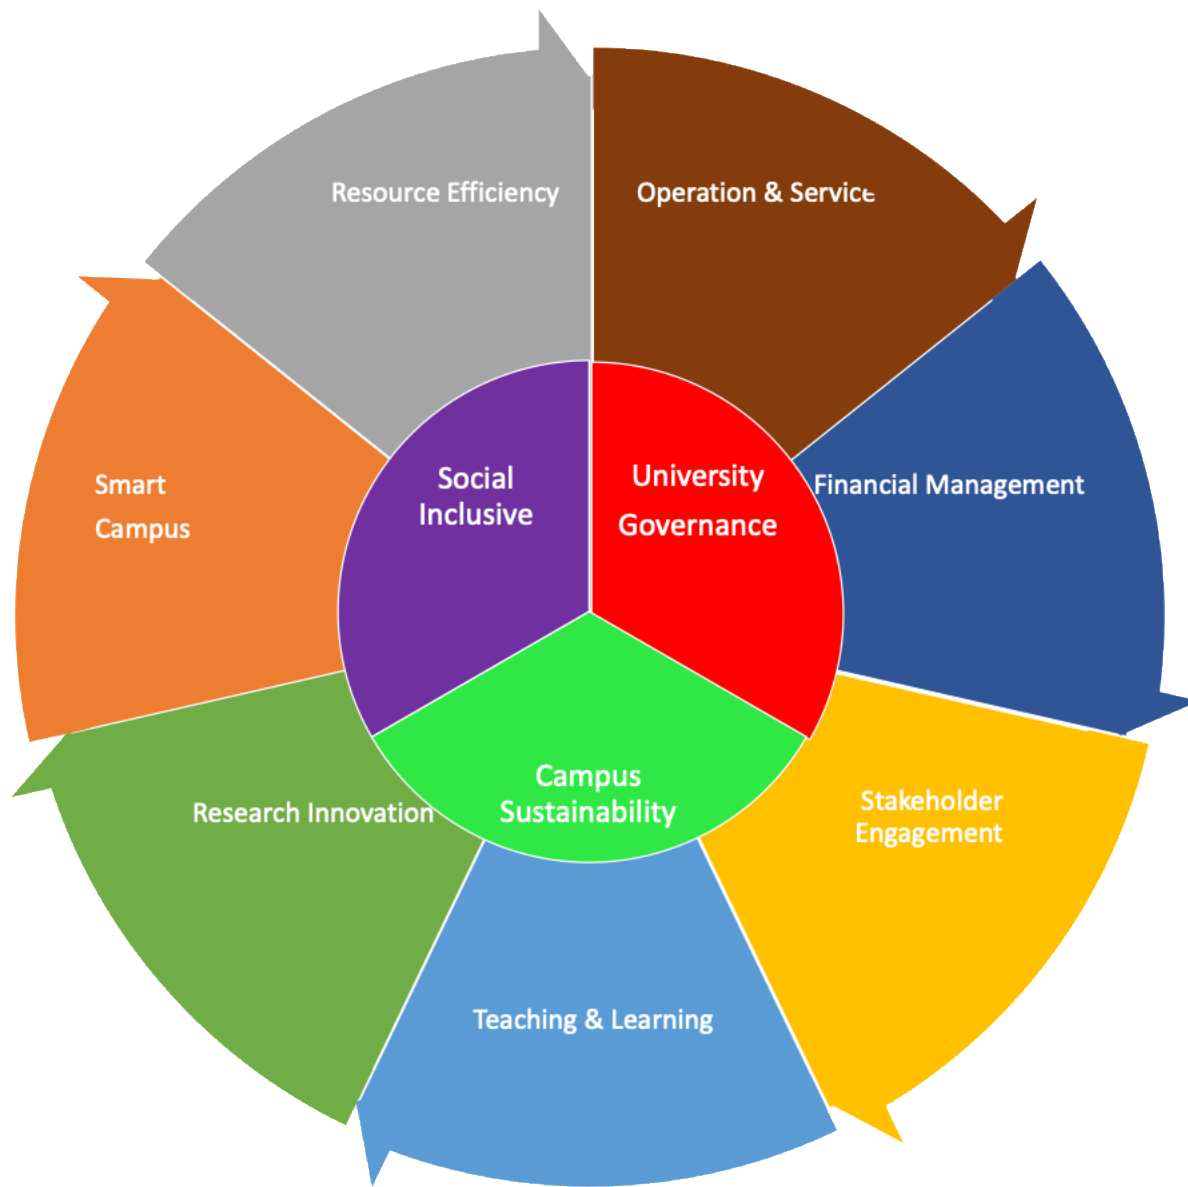 Resource Efficiency
Operation & Service
Smart
Campus
Social
Inclusive
University
Governance
Financial Management
Campus
Sustainability
Research Innovation
Stakeholder
Engagement
Teaching & Learning